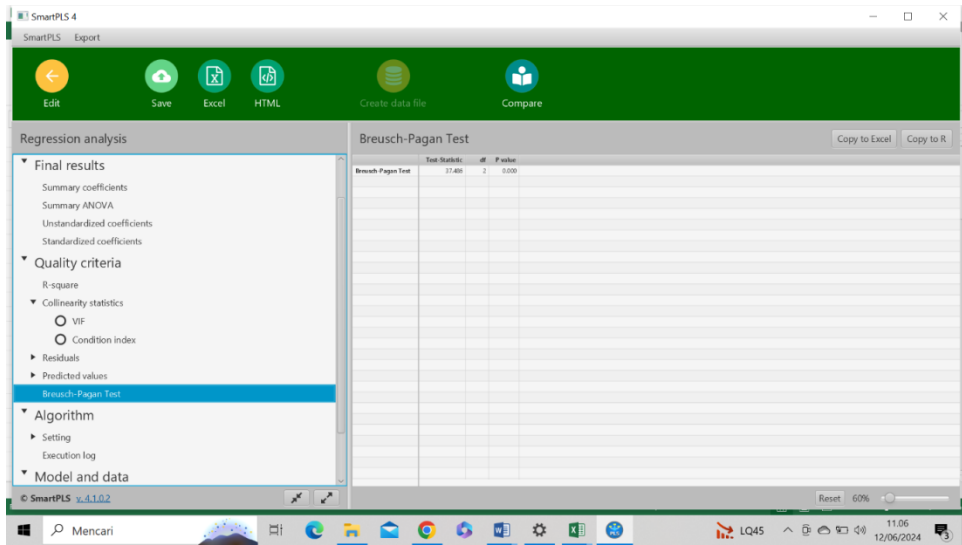 SmartPLS 4
SmartPLS Export
Edit Save Excel HTML Create data file Compare
Regression analysis
Final results
Summary coefficients
Summary ANOVA
Unstandardized coefficients
Standardized coefficients
Quality criteria
R-square
Collinearity statistics
VIF
Condition index
Residuals
Predicted values
Breusch-Pagan Test
Algorithm
Setting
Execution log
Model and data
© SmartPLS v. 4.1.0.2
Breusch-Pagan Test Copy to Excel Copy to R
Test-Statistic df P value
Breusch-Pagan Test 37.486 2 0.000
Reset 60%
Mencari LQ45 11.06
12/06/2024 3